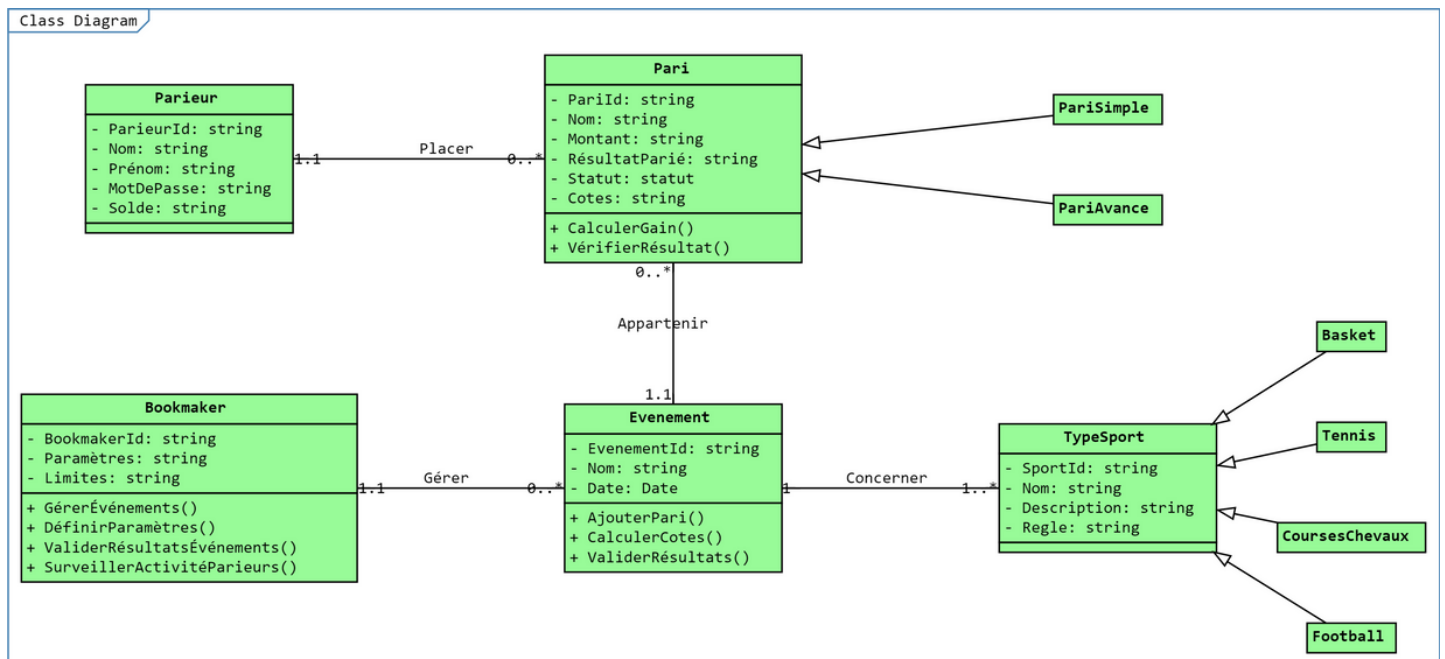 Class Diagram
Parieur
- ParieurId: string
- Nom: string
- Prénom: string
- MotDePasse: string
- Solde: string
1.1
Placer
0..*
Pari
- PariId: string
- Nom: string
- Montant: string
- RésultatParié: string
- Statut: statut
- Cotes: string
+ CalculerGain()
+ VérifierRésultat()
PariSimple
PariAvance
0..*
Appartenir
1.1
Bookmaker
- BookmakerId: string
- Paramètres: string
- Limites: string
+ GérerÉvénements()
+ DéfinirParamètres()
+ ValiderRésultatsÉvénements()
+ SurveillerActivitéParieurs()
1.1
Gérer
0..*
Evenement
- EvenementId: string
- Nom: string
- Date: Date
+ AjouterPari()
+ CalculerCotes()
+ ValiderRésultats()
1
Concerner
1..*
TypeSport
- SportId: string
- Nom: string
- Description: string
- Regle: string
Basket
Tennis
CoursesChevaux
Football